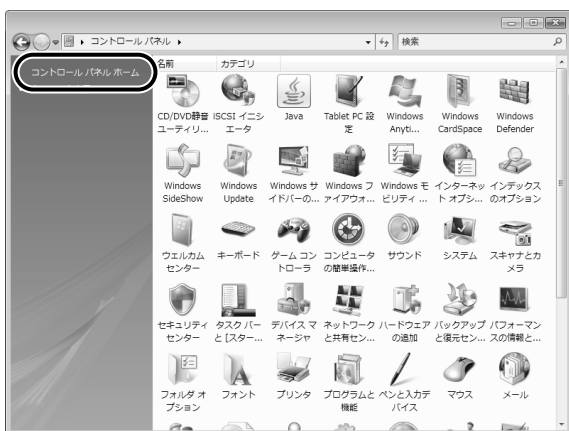 コントロール パネル
検索
コントロール パネル ホーム
名前 カテゴリ
CD/DVD静音ユーティリ...
iSCSI イニシエータ
Java
Tablet PC 設定
Windows Anyti...
Windows CardSpace
Windows Defender
Windows SideShow
Windows Update
Windows サイドバーの...
Windows ファイアウォ...
Windows モビリティ ...
インターネット オプシ...
インデックスのオプション
ウェルカム センター
キーボード
ゲーム コントローラ
コンピュータの簡単操作...
サウンド
システム
スキャナとカメラ
セキュリティ センター
タスク バーと [スター...
デバイス マネージャ
ネットワークと共有セン...
ハードウェアの追加
バックアップと復元セン...
パフォーマンスの情報と...
フォルダ オプション
フォント
プリンタ
プログラムと機能
ペンと入力デバイス
マウス
メール